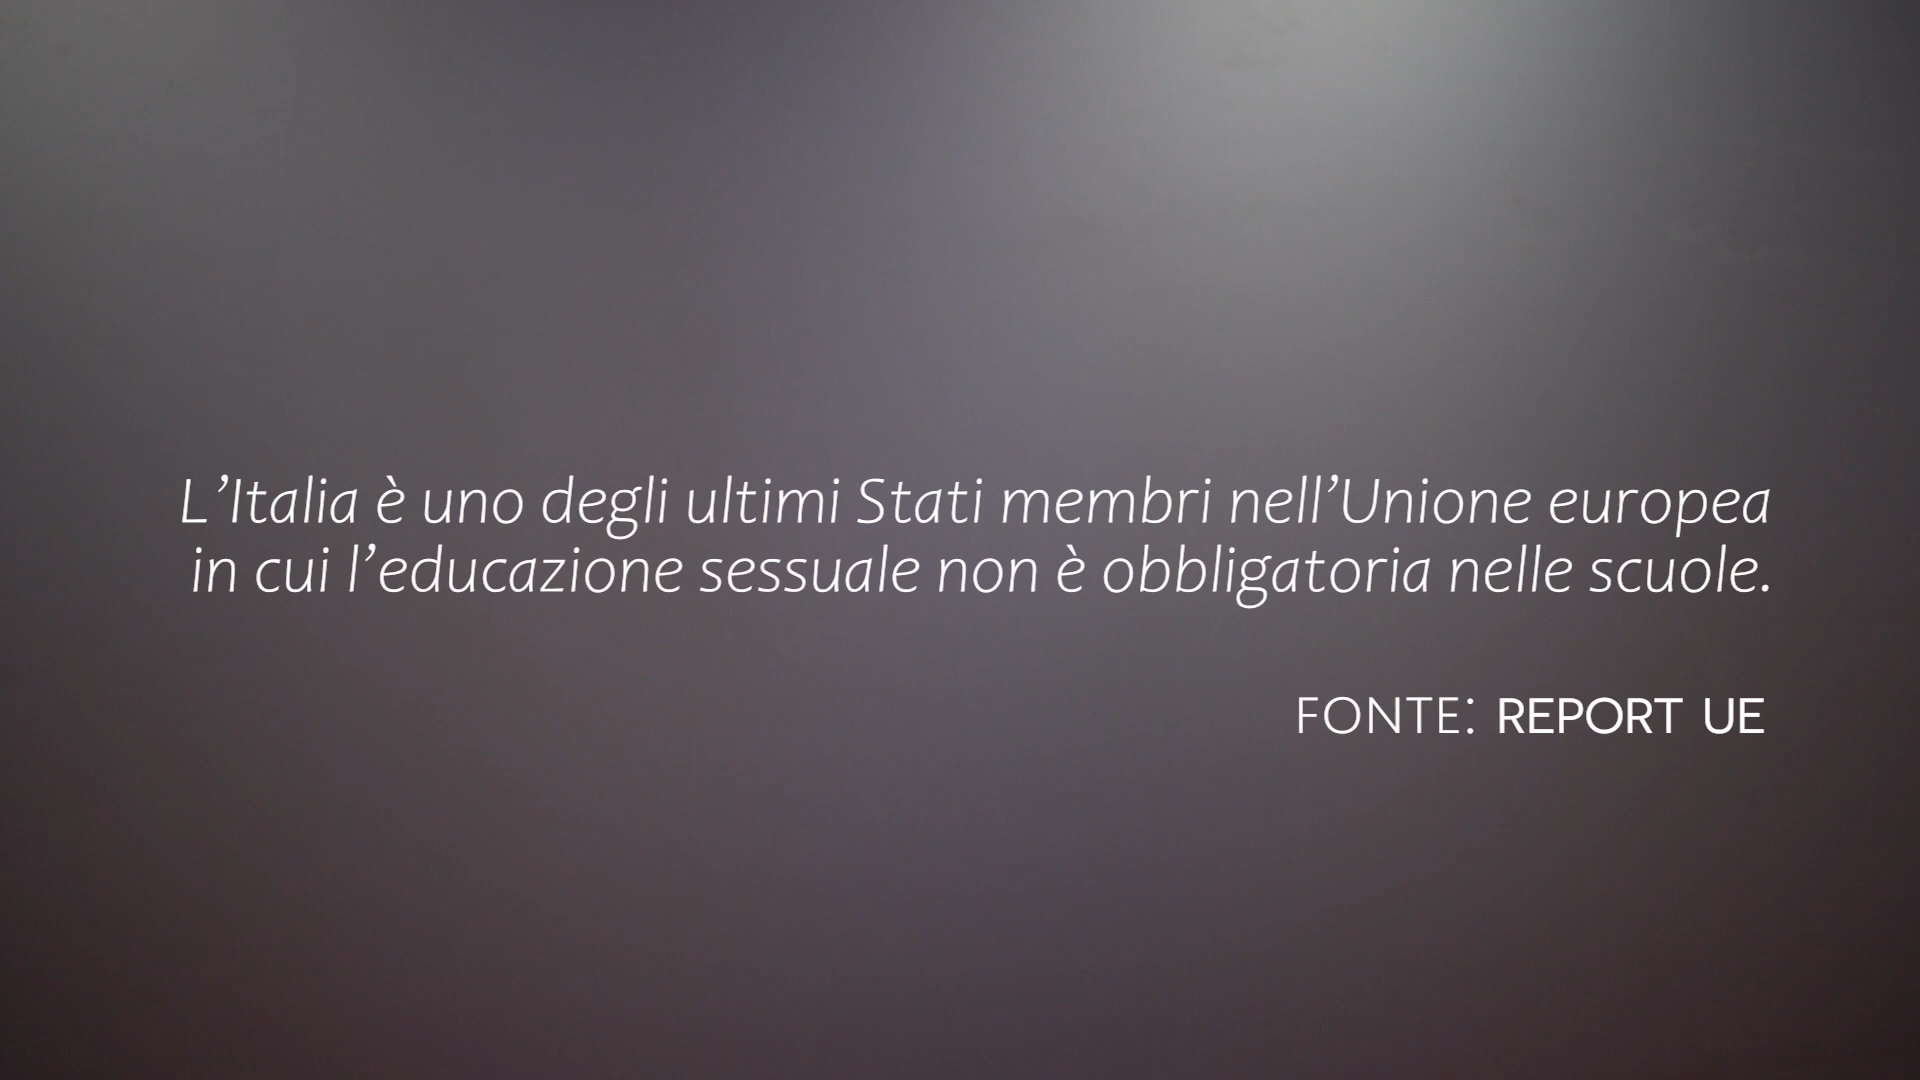 L’Italia è uno degli ultimi Stati membri nell’Unione europea
in cui l’educazione sessuale non è obbligatoria nelle scuole.
FONTE: REPORT UE